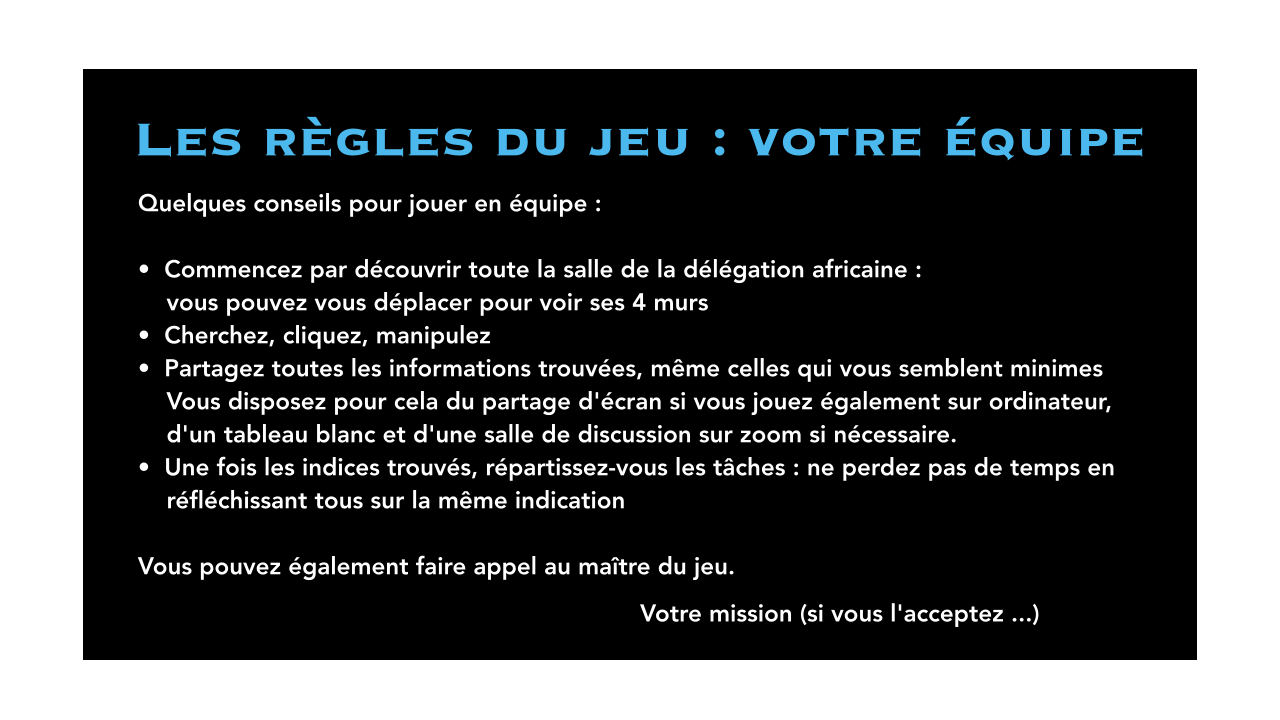 Les règles du jeu : votre équipe
Quelques conseils pour jouer en équipe :
• Commencez par découvrir toute la salle de la délégation africaine :
vous pouvez vous déplacer pour voir ses 4 murs
• Cherchez, cliquez, manipulez
• Partagez toutes les informations trouvées, même celles qui vous semblent minimes
Vous disposez pour cela du partage d'écran si vous jouez également sur ordinateur,
d'un tableau blanc et d'une salle de discussion sur zoom si nécessaire.
• Une fois les indices trouvés, répartissez-vous les tâches : ne perdez pas de temps en
réfléchissant tous sur la même indication
Vous pouvez également faire appel au maître du jeu.
Votre mission (si vous l'acceptez ...)